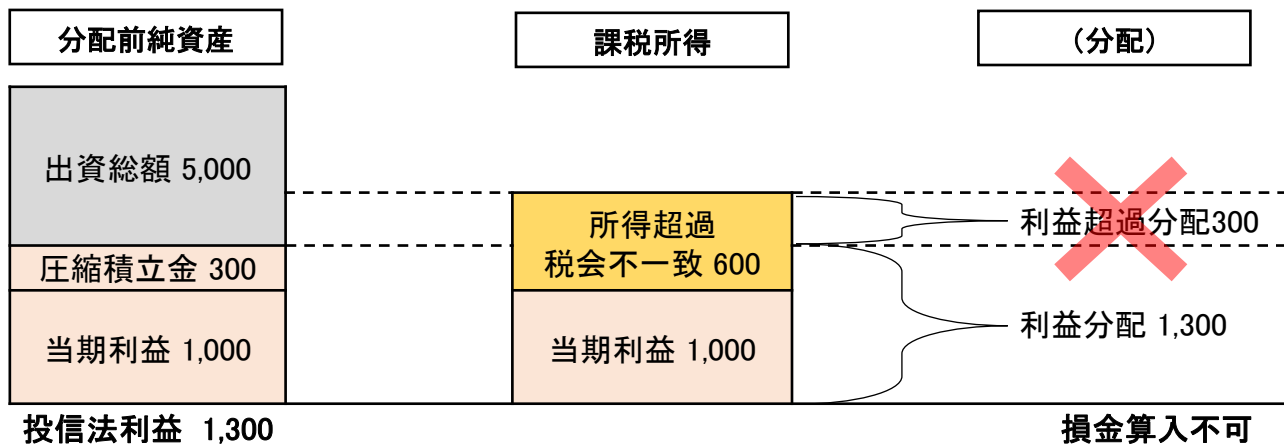 分配前純資産
課税所得
(分配)
出資総額 5,000
圧縮積立金 300
当期利益 1,000
投信法利益 1,300
所得超過
税会不一致 600
当期利益 1,000
利益超過分配300
利益分配 1,300
損金算入不可